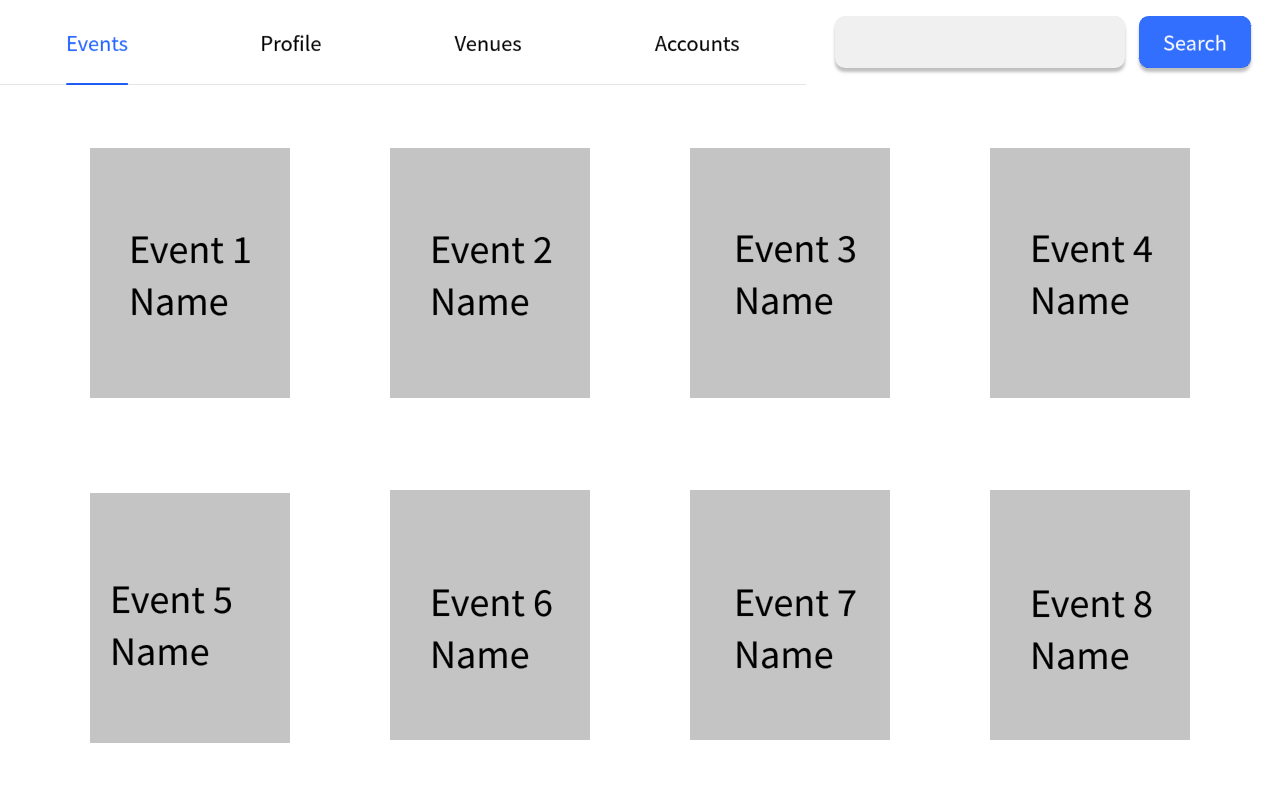 Events Profile Venues Accounts Search
Event 1 Event 2 Event 3 Event 4
Name Name Name Name
Event 5 Event 6 Event 7 Event 8
Name Name Name Name